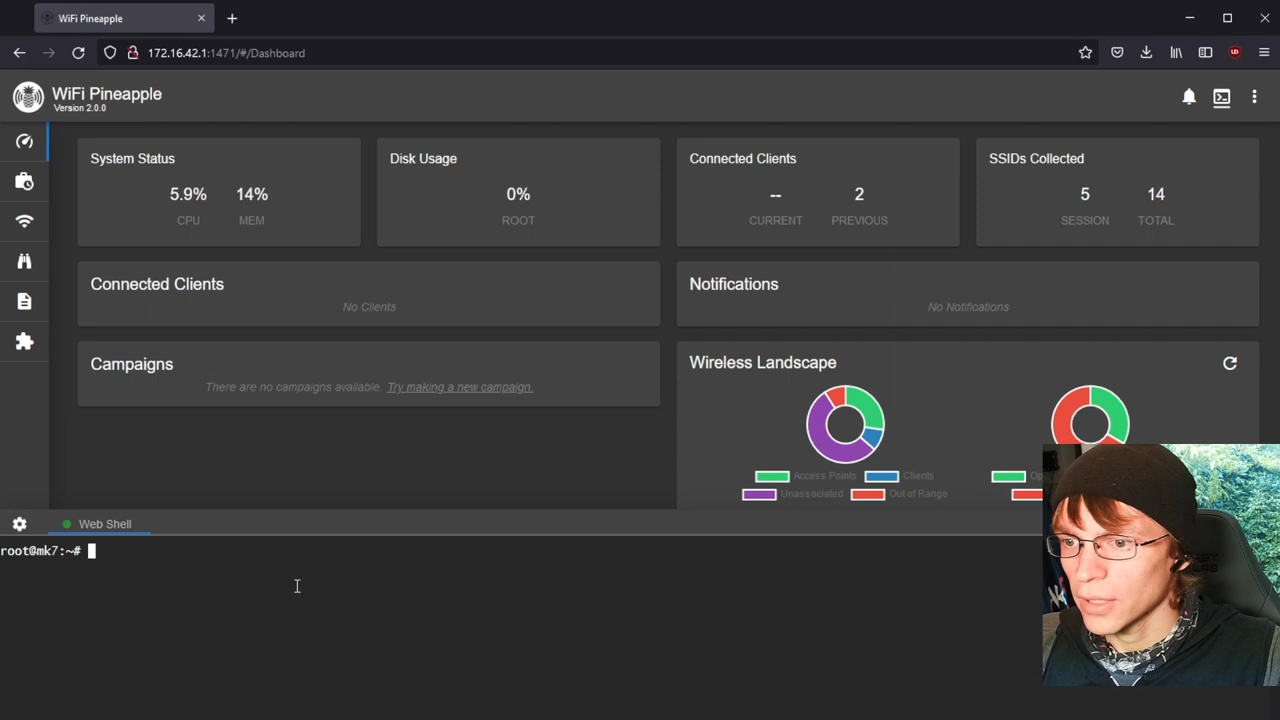 WiFi Pineapple
172.16.42.1:1471/#/Dashboard
WiFi Pineapple
Version 2.0.0
System Status
5.9% 14%
CPU MEM
Disk Usage
0%
ROOT
Connected Clients
-- 2
CURRENT PREVIOUS
SSIDs Collected
5 14
SESSION TOTAL
Connected Clients
No Clients
Notifications
No Notifications
Campaigns
There are no campaigns available. Try making a new campaign.
Wireless Landscape
Access Points Clients
Unassociated Out of Range
Web Shell
root@mk7:~#